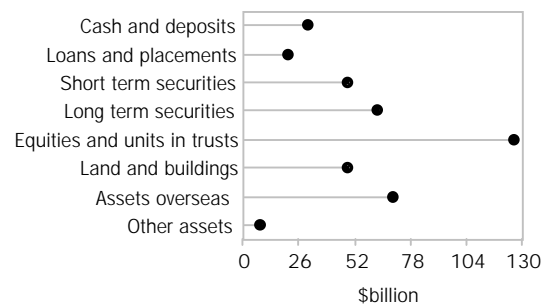 Cash and deposits
Loans and placements
Short term securities
Long term securities
Equities and units in trusts
Land and buildings
Assets overseas
Other assets
0 26 52 78 104 130
$billion